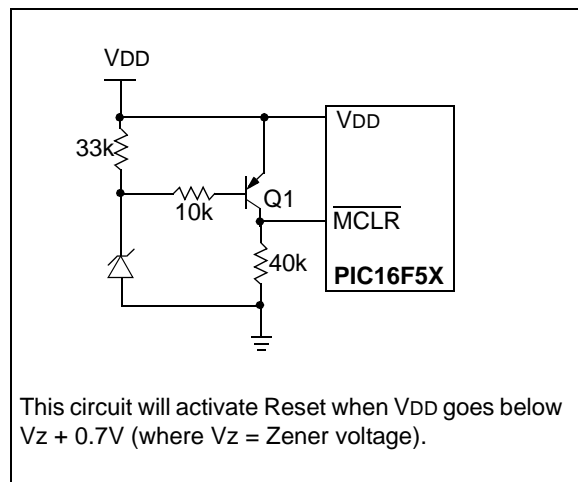 VDD
VDD
33k
Q1
10k
MCLR
40k
PIC16F5X
This circuit will activate Reset when VDD goes below
Vz + 0.7V (where Vz = Zener voltage).